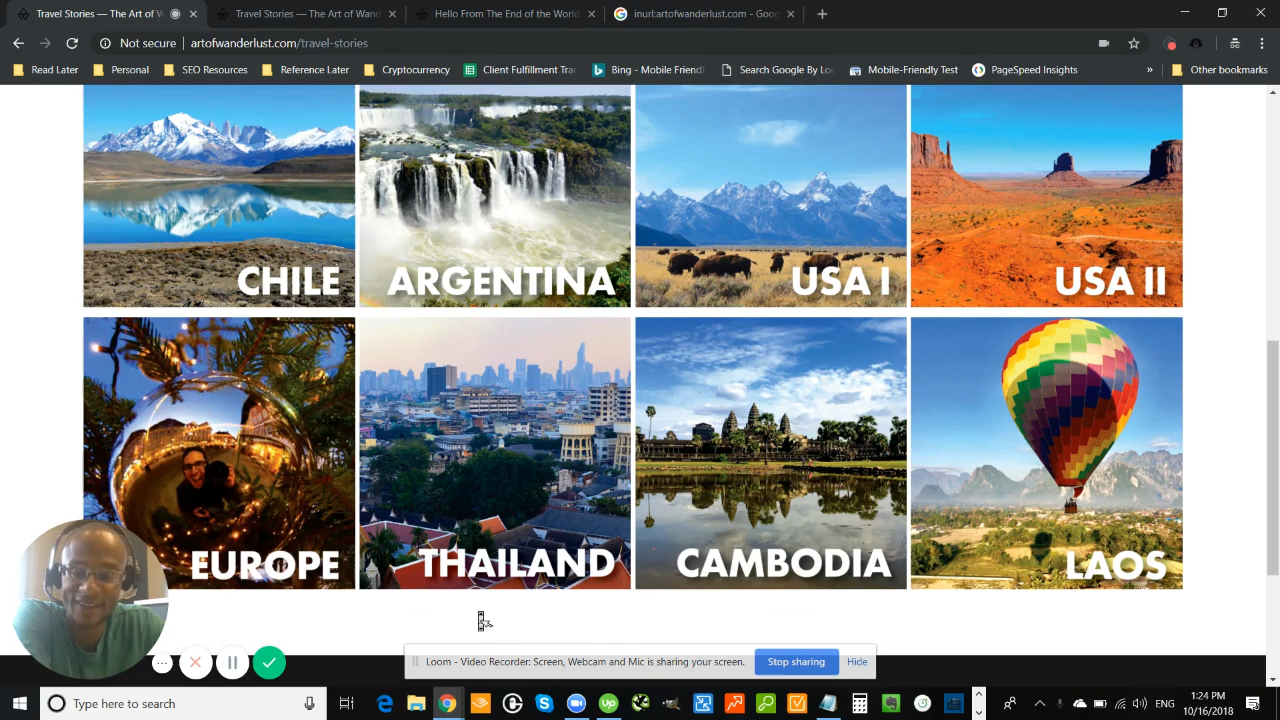 Travel Stories — The Art of W
Travel Stories — The Art of Wand
Hello From The End of the World
inurl:artofwanderlust.com - Goog
Not secure | artofwanderlust.com/travel-stories
Read Later
Personal
SEO Resources
Reference Later
Cryptocurrency
Client Fulfillment Trac
Bing - Mobile Friendl
Search Google By Loc
Mobile-Friendly Test
PageSpeed Insights
»
Other bookmarks
CHILE
ARGENTINA
USA I
USA II
EUROPE
THAILAND
CAMBODIA
LAOS
Loom - Video Recorder: Screen, Webcam and Mic is sharing your screen.
Stop sharing
Hide
Type here to search
ENG
1:24 PM
10/16/2018